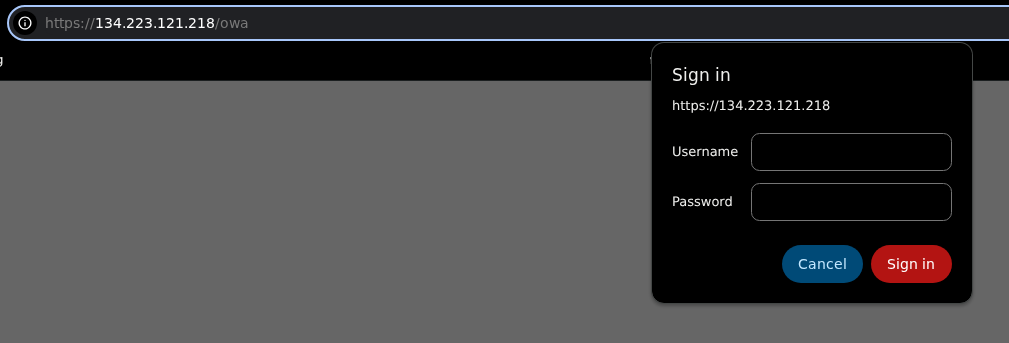 https://134.223.121.218/owa
g
Sign in
https://134.223.121.218
Username
Password
Cancel
Sign in